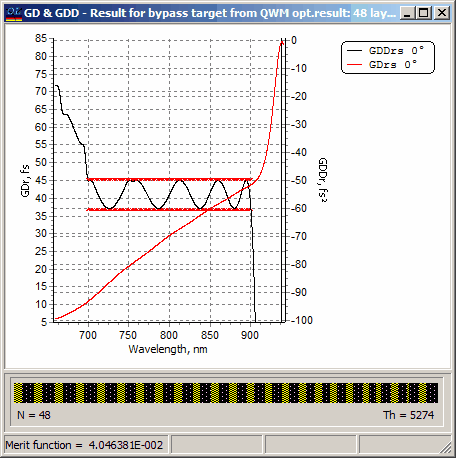 OL GD & GDD - Result for bypass target from QWM opt.result: 48 lay...
85
80
75
70
65
60
55
50
45
40
35
30
25
20
15
10
5
GDr, fs
0
-10
-20
-30
-40
-50
-60
-70
-80
-90
-100
GDDr, fs²
700 750 800 850 900
Wavelength, nm
GDDrs 0°
GDrs 0°
N = 48
Th = 5274
Merit function = 4.046381E-002